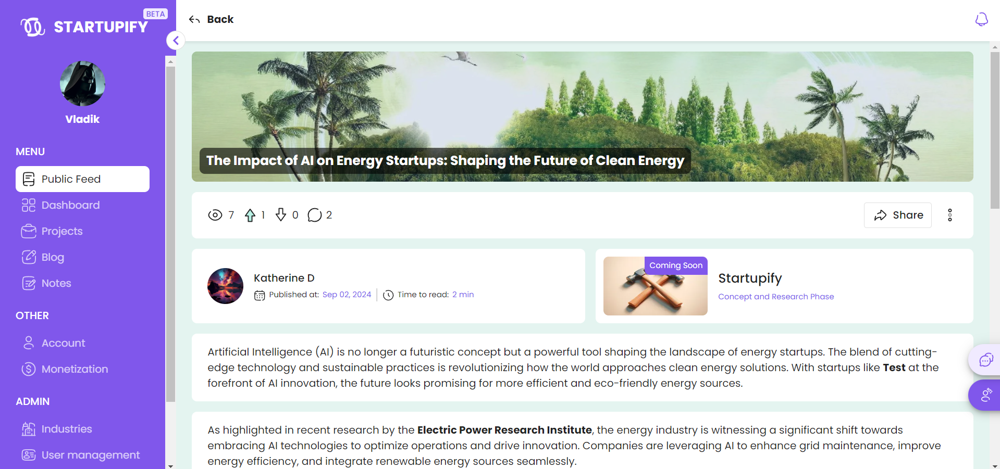 STARTUPIFY
BETA
Vladik
MENU
Public Feed
Dashboard
Projects
Blog
Notes
OTHER
Account
Monetization
ADMIN
Industries
User management
Back
The Impact of AI on Energy Startups: Shaping the Future of Clean Energy
7 1 0 2
Share
Katherine D
Published at: Sep 02, 2024 Time to read: 2 min
Coming Soon
Startupify
Concept and Research Phase
Artificial Intelligence (AI) is no longer a futuristic concept but a powerful tool shaping the landscape of energy startups. The blend of cutting-
edge technology and sustainable practices is revolutionizing how the world approaches clean energy solutions. With startups like Test at the
forefront of AI innovation, the future looks promising for more efficient and eco-friendly energy sources.
As highlighted in recent research by the Electric Power Research Institute, the energy industry is witnessing a significant shift towards
embracing AI technologies to optimize operations and drive innovation. Companies are leveraging AI to enhance grid maintenance, improve
energy efficiency, and integrate renewable energy sources seamlessly.